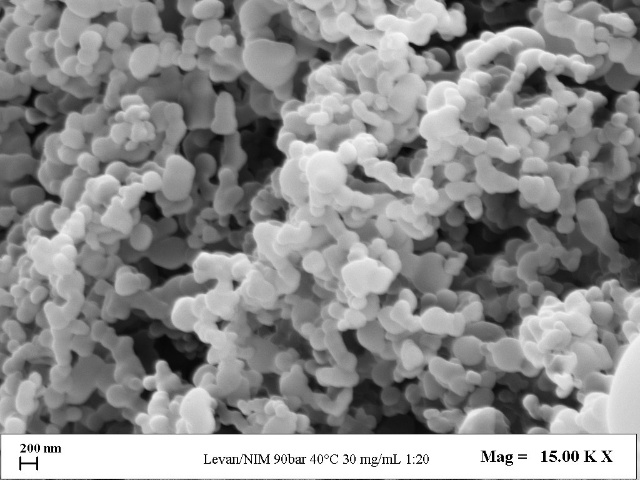 200 nm
Levan/NIM 90bar 40°C 30 mg/mL 1:20
Mag = 15.00 K X